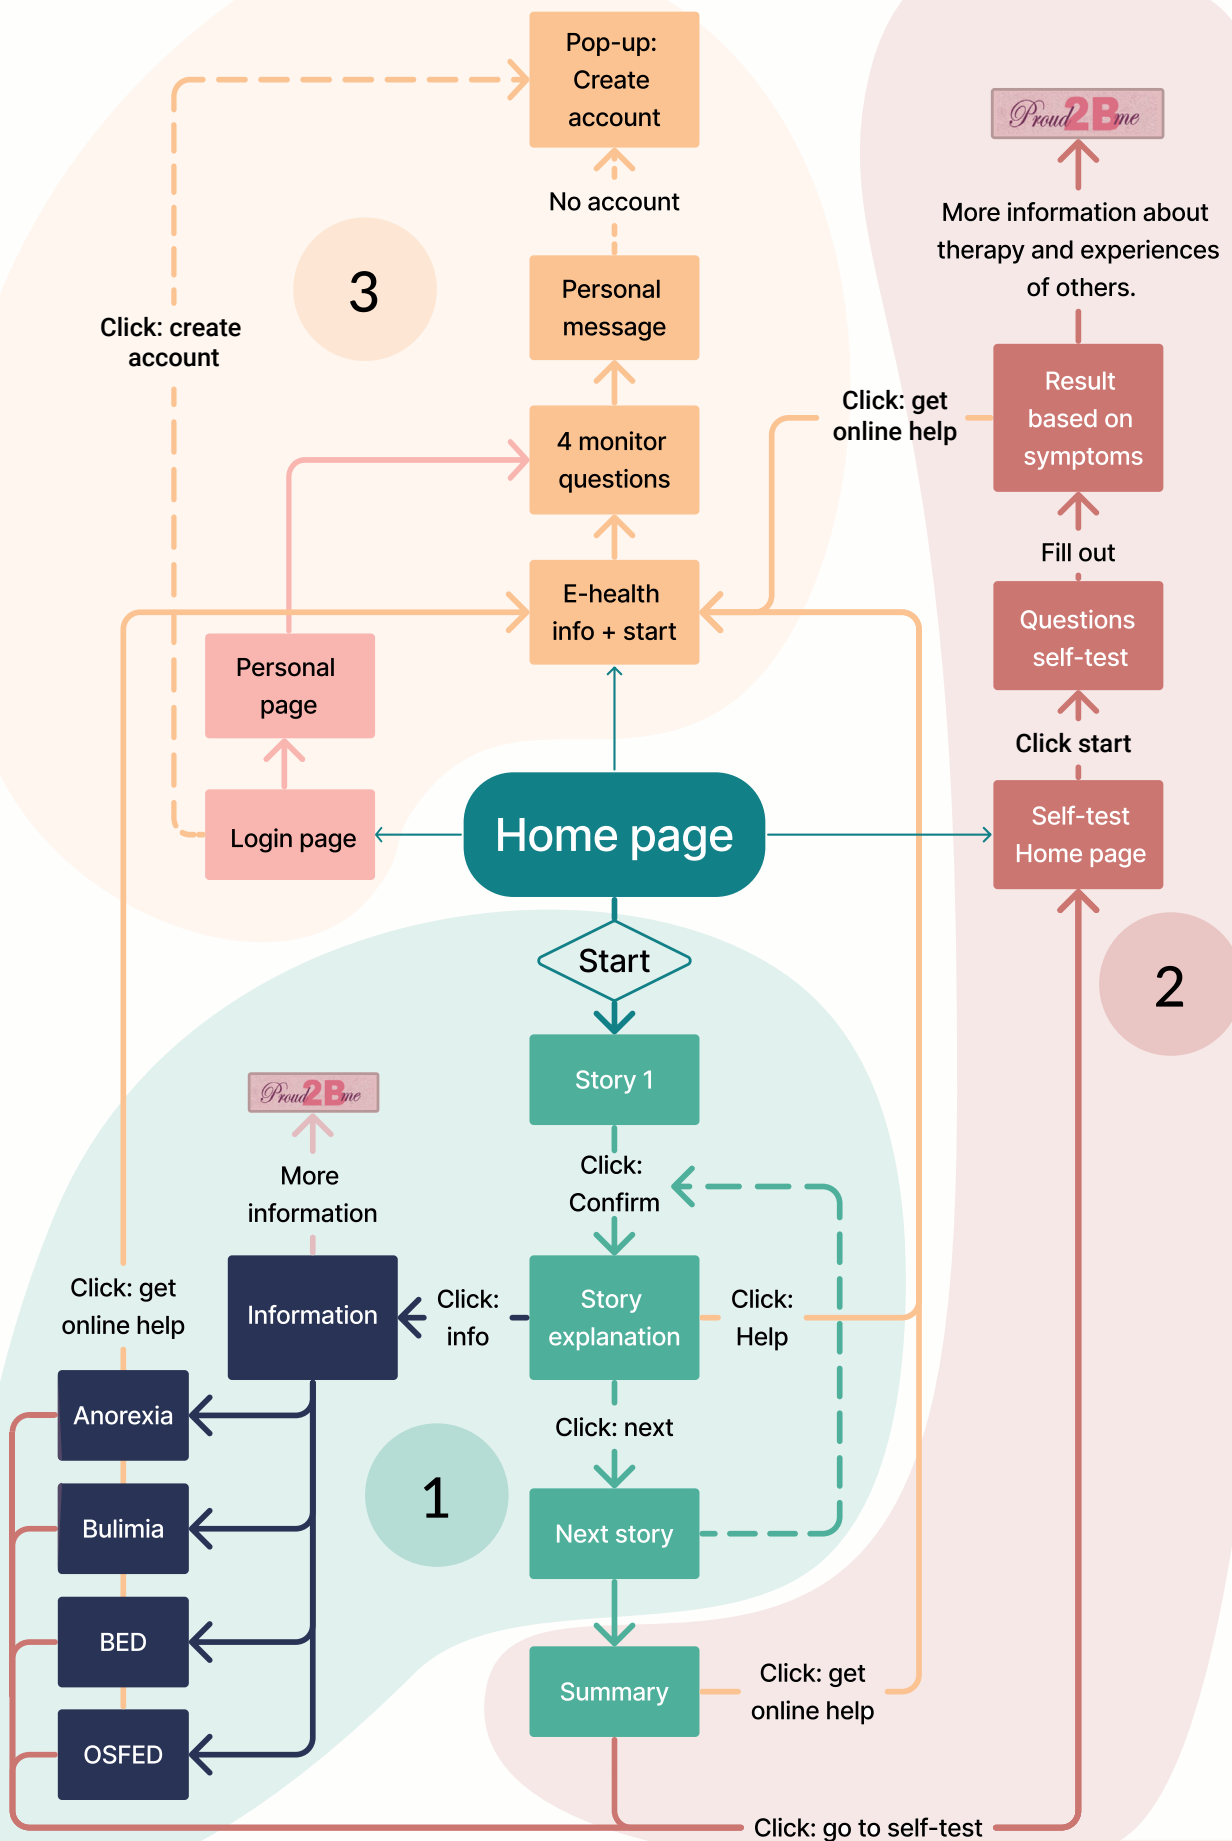 Pop-up:
Create
account
Proud2Bme
No account
More information about
therapy and experiences
of others.
3
Personal
message
Click: create
account
Result
based on
symptoms
Click: get
online help
4 monitor
questions
Fill out
E-health
info + start
Questions
self-test
Personal
page
Click start
Login page
Home page
Self-test
Home page
Start
2
Story 1
Proud2Bme
Click:
Confirm
More
information
Click: get
online help
Information
Click:
info
Story
explanation
Click:
Help
Anorexia
Click: next
1
Bulimia
Next story
BED
Summary
Click: get
online help
OSFED
Click: go to self-test